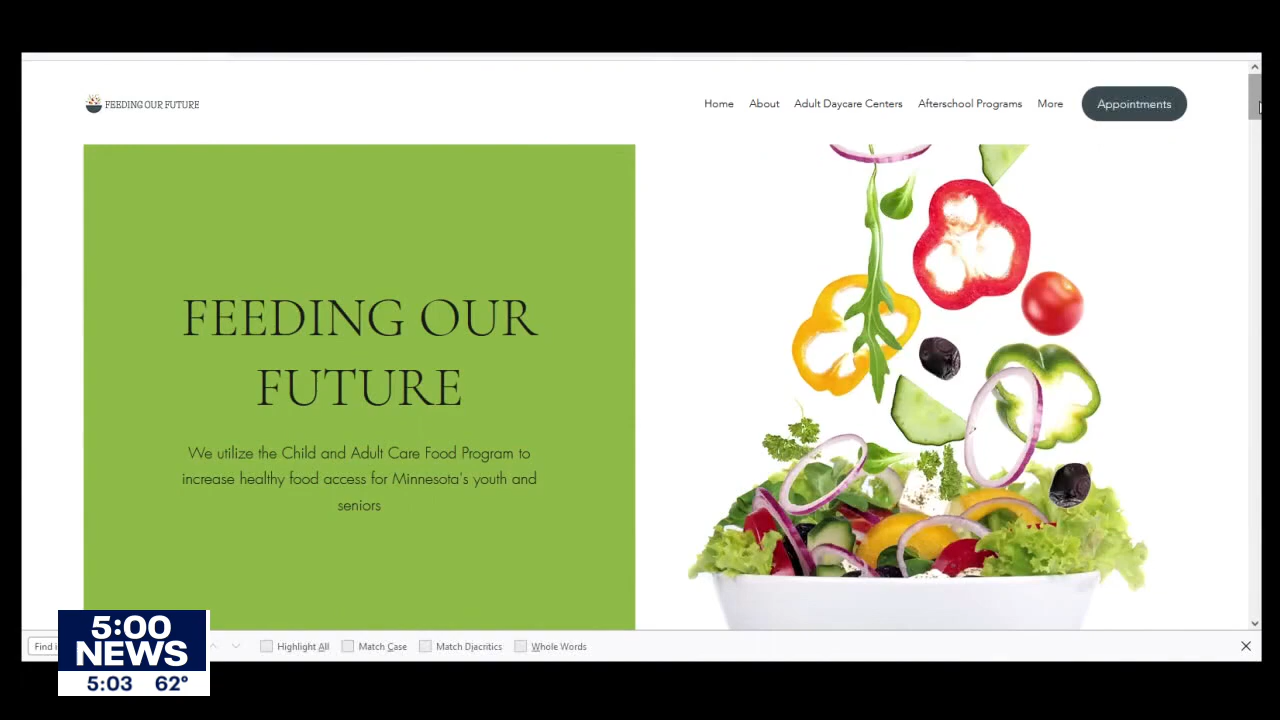 FEEDING OUR FUTURE
Home About Adult Daycare Centers Afterschool Programs More Appointments
FEEDING OUR
FUTURE
We utilize the Child and Adult Care Food Program to
increase healthy food access for Minnesota's youth and
seniors
Highlight All Match Case Match Diacritics Whole Words
5:00
NEWS
5:03 62°